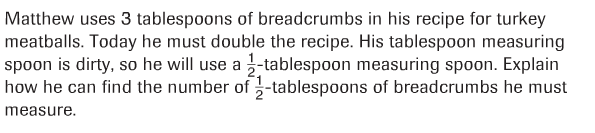 Matthew uses 3 tablespoons of breadcrumbs in his recipe for turkey
meatballs. Today he must double the recipe. His tablespoon measuring
spoon is dirty, so he will use a 1/2-tablespoon measuring spoon. Explain
how he can find the number of 1/2-tablespoons of breadcrumbs he must
measure.